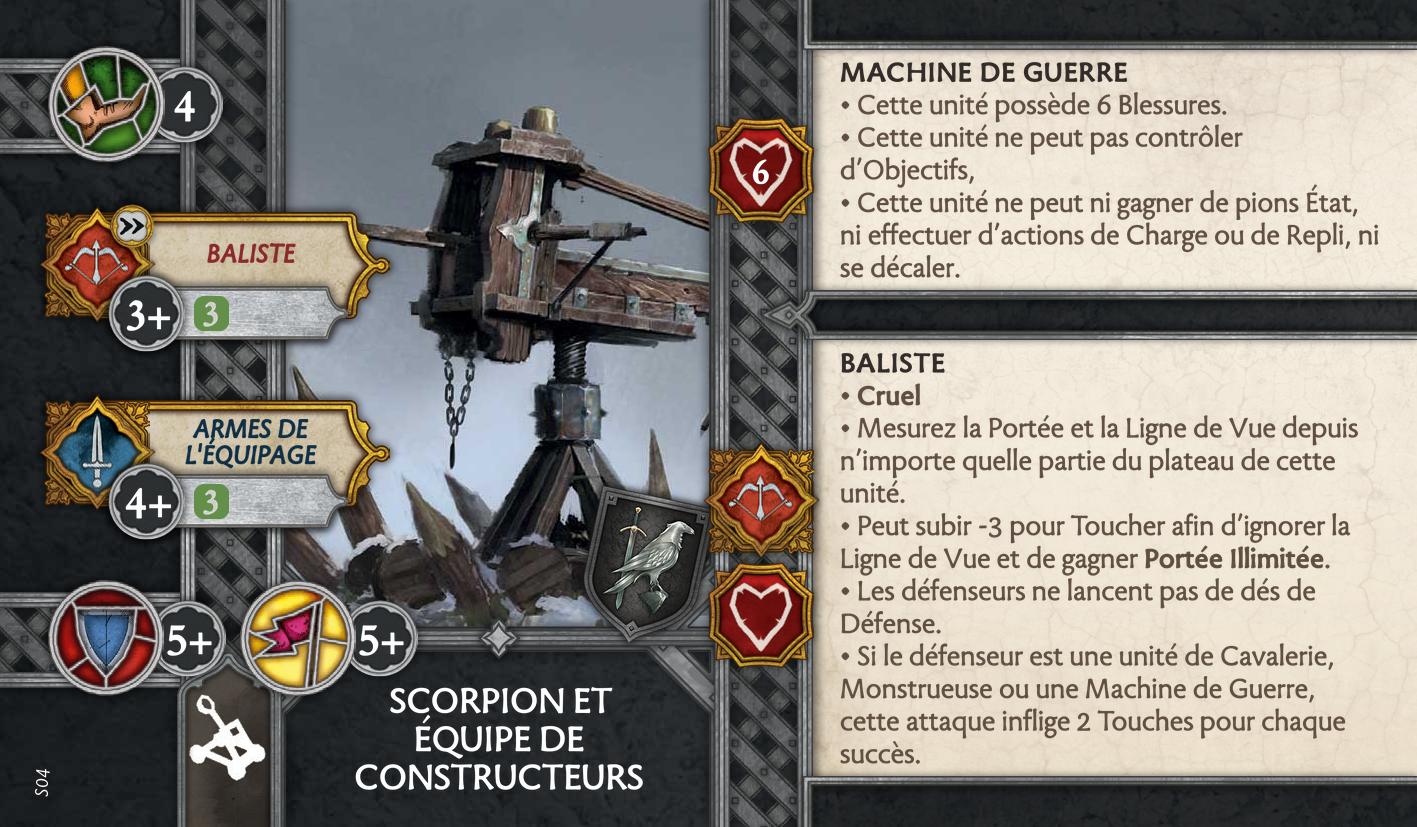 4
BALISTE
3+
3
ARMES DE
L'ÉQUIPAGE
4+
3
5+
5+
SCORPION ET
ÉQUIPE DE
CONSTRUCTEURS
S04
6
MACHINE DE GUERRE
• Cette unité possède 6 Blessures.
• Cette unité ne peut pas contrôler
d’Objectifs,
• Cette unité ne peut ni gagner de pions État,
ni effectuer d’actions de Charge ou de Repli, ni
se décaler.
BALISTE
• Cruel
• Mesurez la Portée et la Ligne de Vue depuis
n’importe quelle partie du plateau de cette
unité.
• Peut subir -3 pour Toucher afin d’ignorer la
Ligne de Vue et de gagner Portée Illimitée.
• Les défenseurs ne lancent pas de dés de
Défense.
• Si le défenseur est une unité de Cavalerie,
Monstrueuse ou une Machine de Guerre,
cette attaque inflige 2 Touches pour chaque
succès.